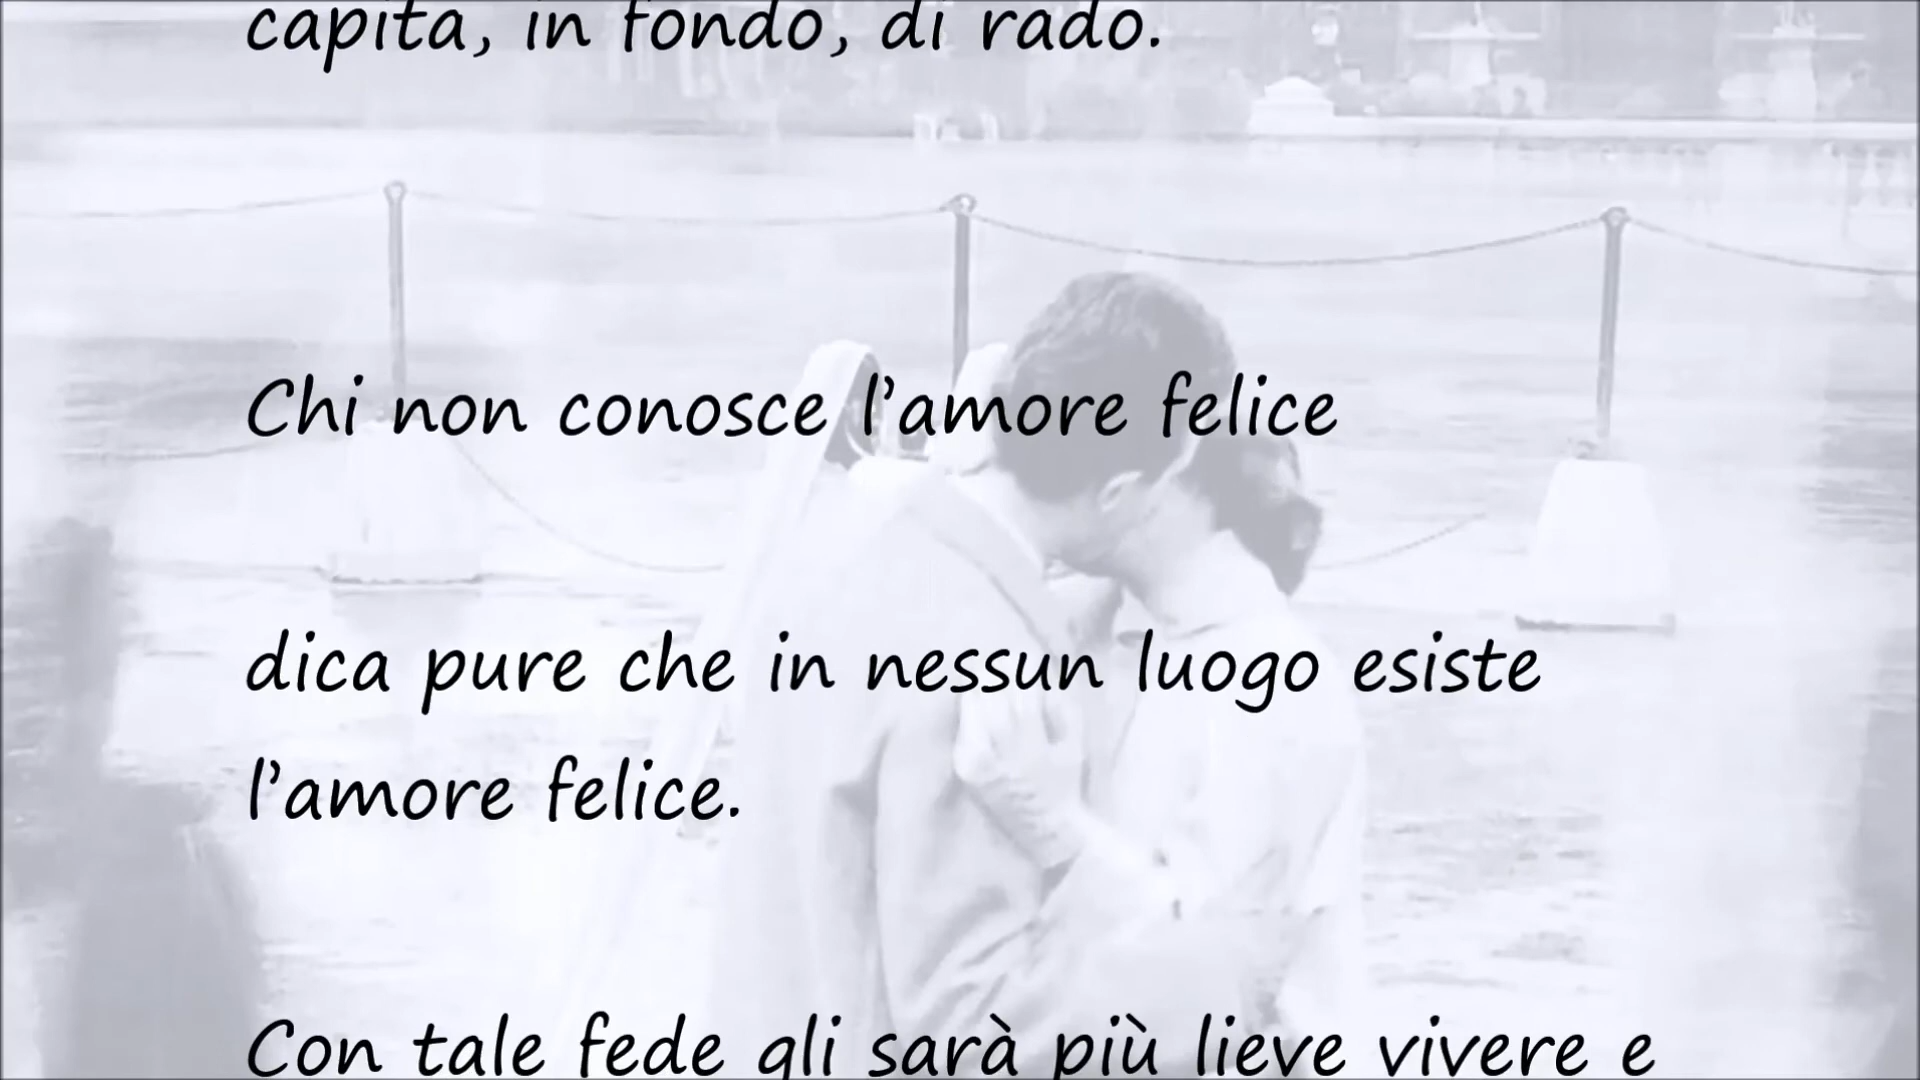 capita, in fondo, di rado.
Chi non conosce l’amore felice
dica pure che in nessun luogo esiste
l’amore felice.
Con tale fede gli sarà più lieve vivere e